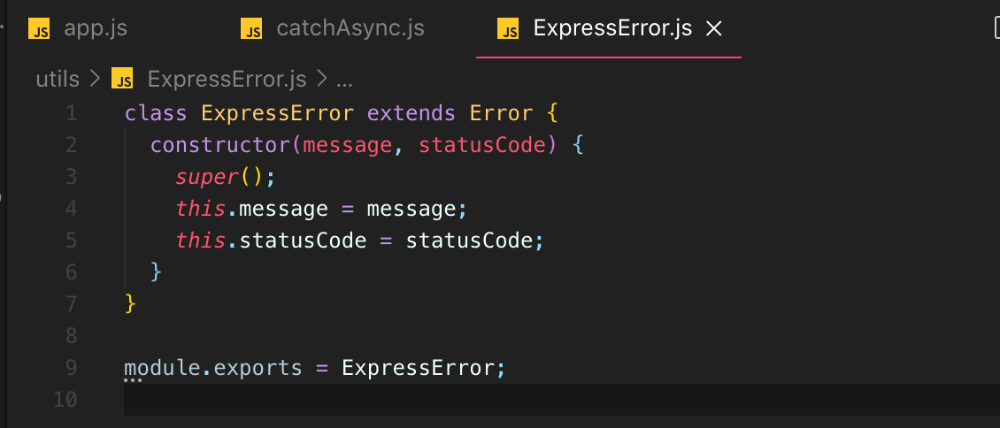 JS app.js JS catchAsync.js JS ExpressError.js
utils > JS ExpressError.js > ...
1 class ExpressError extends Error {
2   constructor(message, statusCode) {
3     super();
4     this.message = message;
5     this.statusCode = statusCode;
6   }
7 }
8
9 module.exports = ExpressError;
10